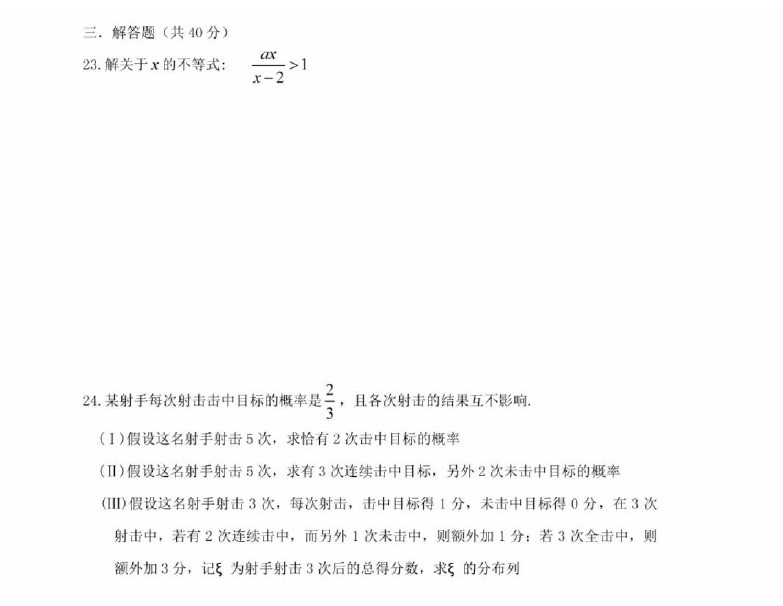 三．解答题（共 40 分）
23. 解关于 x 的不等式: ax/(x−2) >1
24. 某射手每次射击击中目标的概率是 2/3，且各次射击的结果互不影响.
(Ⅰ)假设这名射手射击 5 次，求恰有 2 次击中目标的概率
(Ⅱ)假设这名射手射击 5 次，求有 3 次连续击中目标，另外 2 次未击中目标的概率
(Ⅲ)假设这名射手射击 3 次，每次射击，击中目标得 1 分，未击中目标得 0 分，在 3 次
射击中，若有 2 次连续击中，而另外 1 次未击中，则额外加 1 分；若 3 次全击中，则
额外加 3 分，记ξ 为射手射击 3 次后的总得分数，求ξ 的分布列